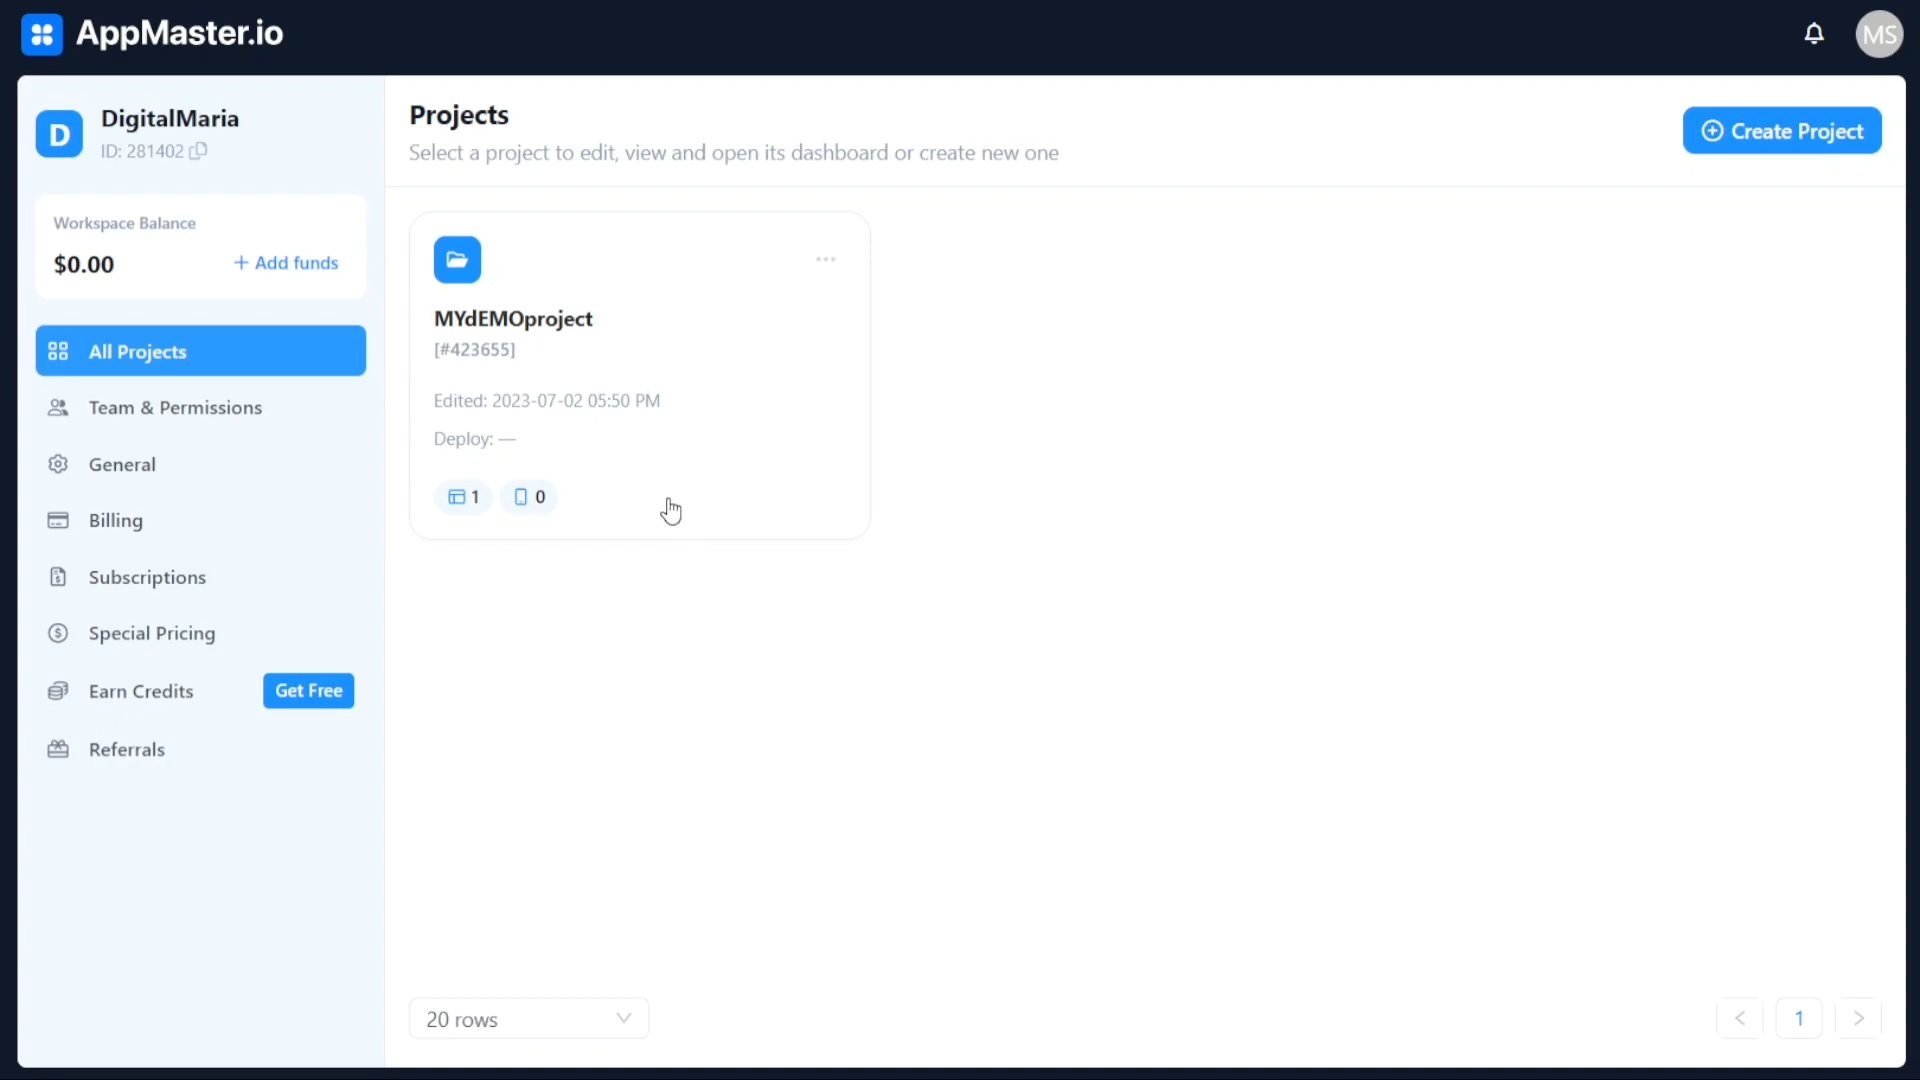 AppMaster.io
MS
D
DigitalMaria
ID: 281402
Workspace Balance
$0.00
+ Add funds
All Projects
Team & Permissions
General
Billing
Subscriptions
Special Pricing
Earn Credits
Get Free
Referrals
Projects
Select a project to edit, view and open its dashboard or create new one
Create Project
MYdEMOproject
[#423655]
Edited: 2023-07-02 05:50 PM
Deploy: —
1
0
20 rows
< 1 >